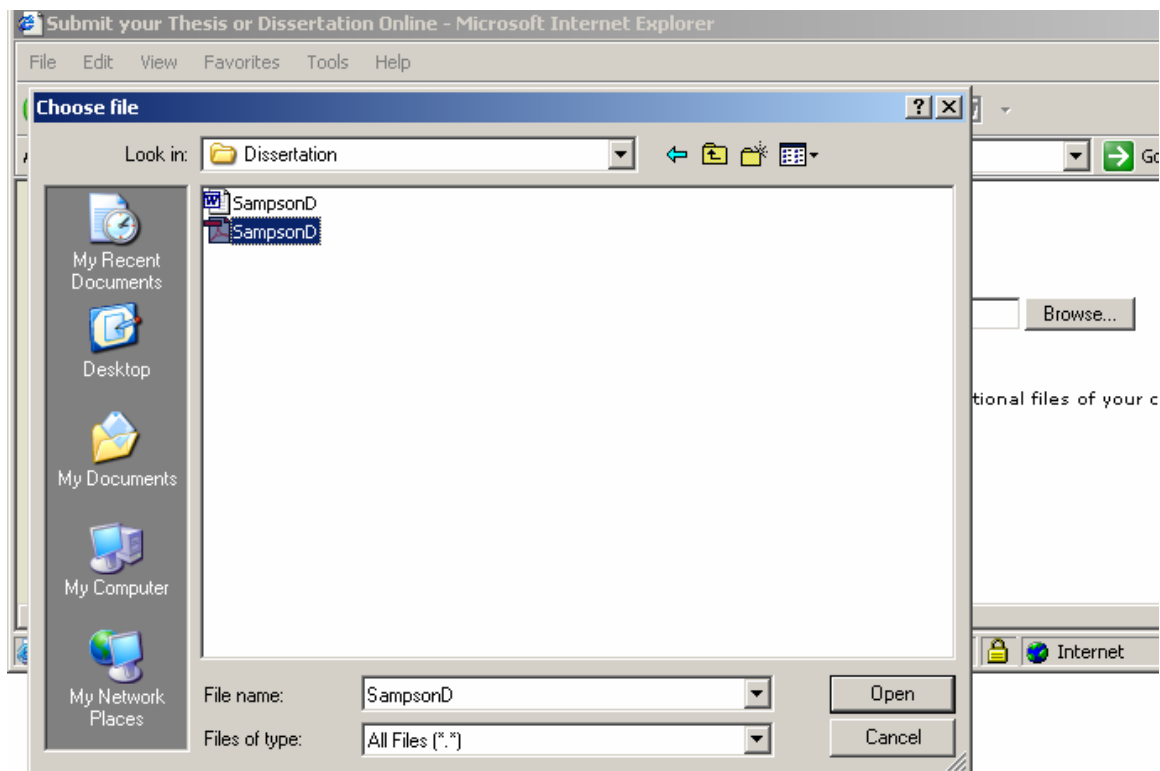 Submit your Thesis or Dissertation Online - Microsoft Internet Explorer
File Edit View Favorites Tools Help
Choose file
Look in: Dissertation
Go
SampsonD
SampsonD
My Recent
Documents
Desktop
My Documents
My Computer
My Network
Places
Browse...
tional files of your c
Internet
File name: SampsonD Open
Files of type: All Files (*.*) Cancel